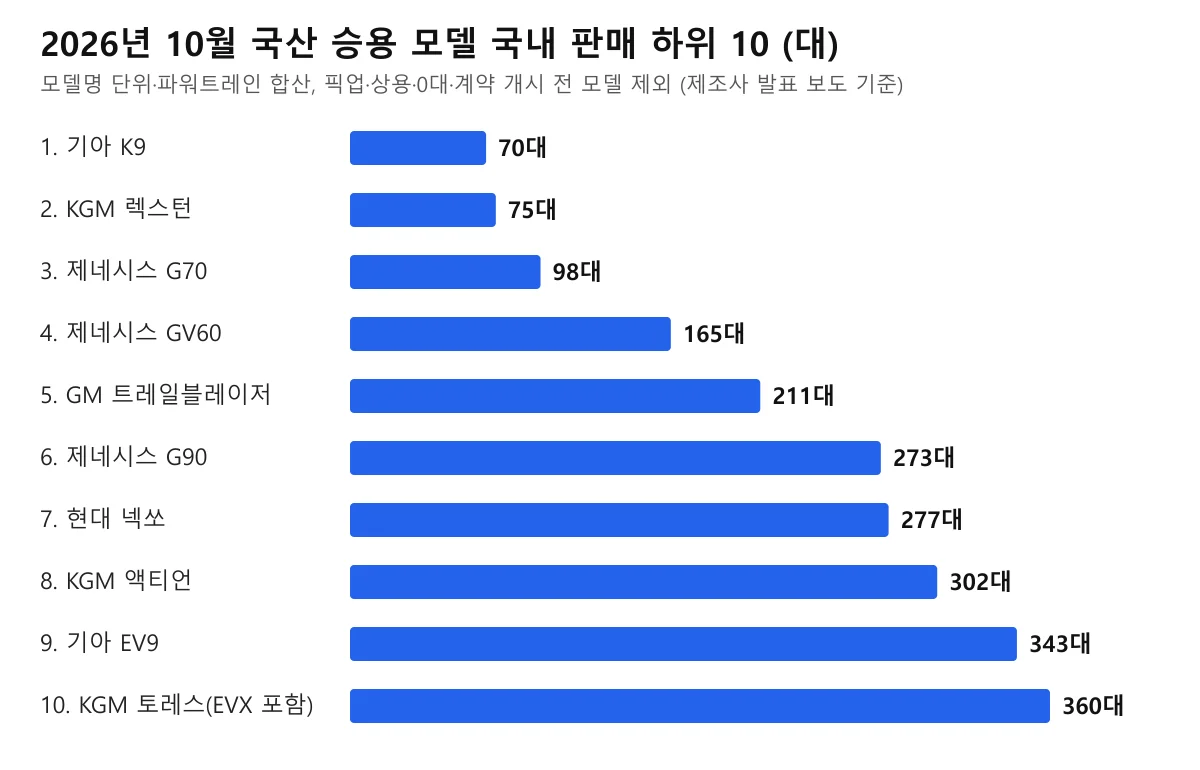 2026년 10월 국산 승용 모델 국내 판매 하위 10 (대)
모델명 단위·파워트레인 합산, 픽업·상용·0대·계약 개시 전 모델 제외 (제조사 발표 보도 기준)
1. 기아 K9 70대
2. KGM 렉스턴 75대
3. 제네시스 G70 98대
4. 제네시스 GV60 165대
5. GM 트레일블레이저 211대
6. 제네시스 G90 273대
7. 현대 넥쏘 277대
8. KGM 액티언 302대
9. 기아 EV9 343대
10. KGM 토레스(EVX 포함) 360대